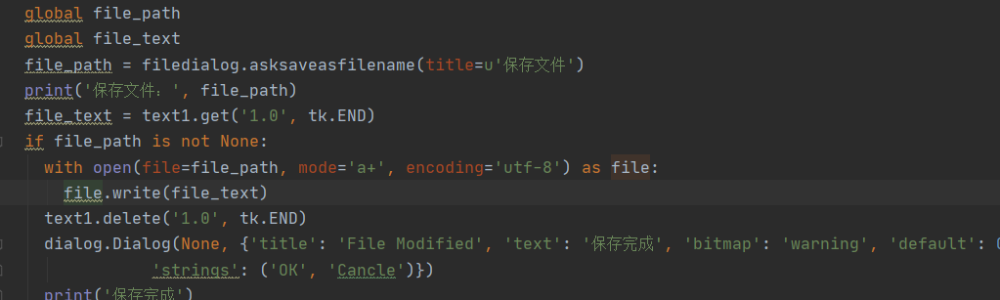 global file_path
global file_text
file_path = filedialog.asksaveasfilename(title=u'保存文件')
print('保存文件：', file_path)
file_text = text1.get('1.0', tk.END)
if file_path is not None:
with open(file=file_path, mode='a+', encoding='utf-8') as file:
file.write(file_text)
text1.delete('1.0', tk.END)
dialog.Dialog(None, {'title': 'File Modified', 'text': '保存完成', 'bitmap': 'warning', 'default':
'strings': ('OK', 'Cancle')})
print('保存完成')